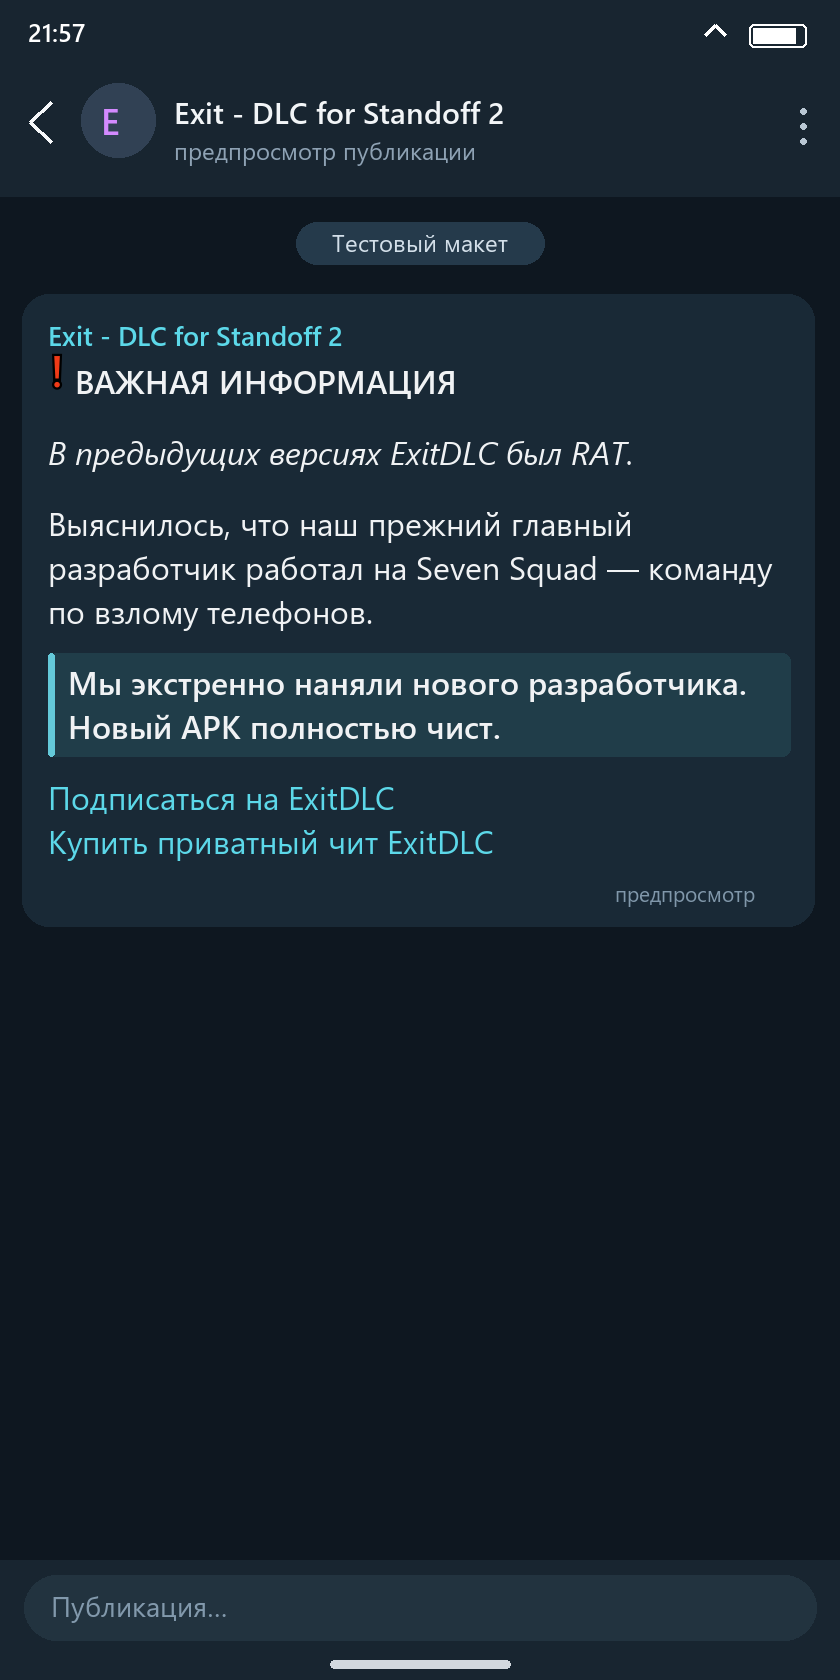 21:57
E
Exit - DLC for Standoff 2
предпросмотр публикации
Тестовый макет
Exit - DLC for Standoff 2
❗ВАЖНАЯ ИНФОРМАЦИЯ
В предыдущих версиях ExitDLC был RAT.
Выяснилось, что наш прежний главный
разработчик работал на Seven Squad — команду
по взлому телефонов.
Мы экстренно наняли нового разработчика.
Новый APK полностью чист.
Подписаться на ExitDLC
Купить приватный чит ExitDLC
предпросмотр
Публикация...